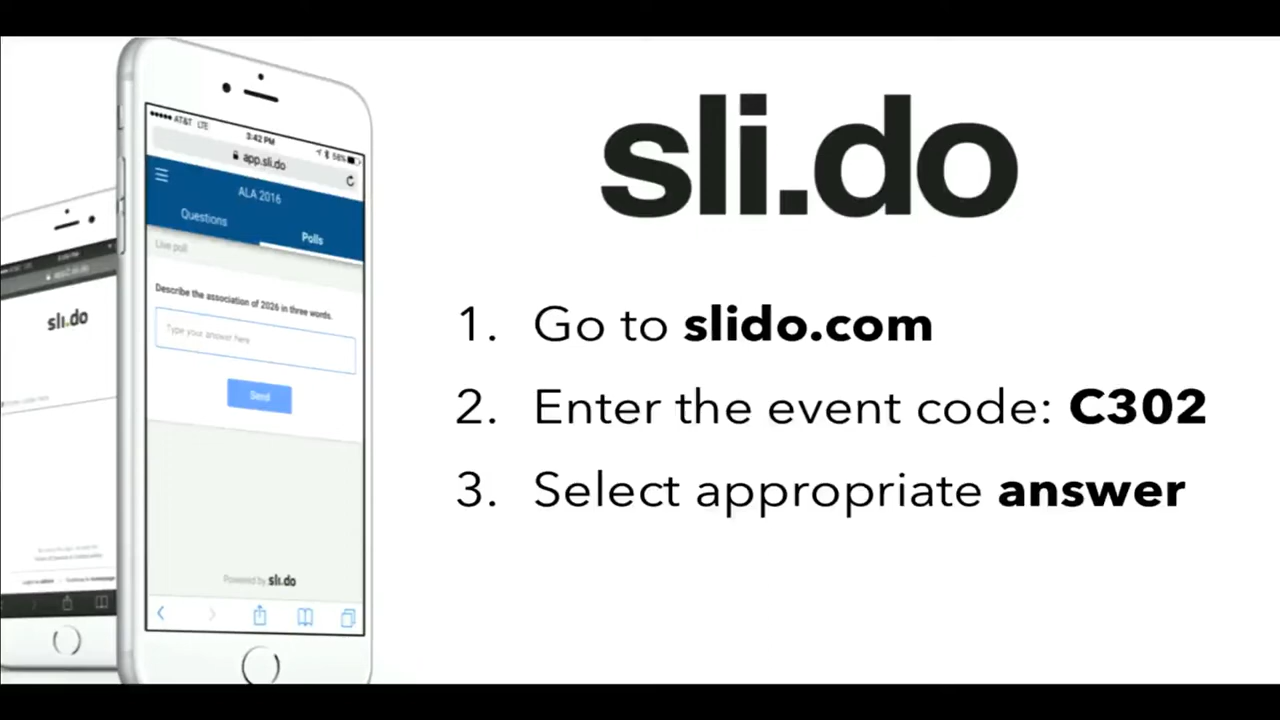 sli.do
1. Go to slido.com
2. Enter the event code: C302
3. Select appropriate answer
AT&T LTE
3:42 PM
56%
app.sli.do
ALA 2016
Questions
Polls
Live poll
Describe the association of 2026 in three words.
Type your answer here
Send
Powered by sli.do
sli.do